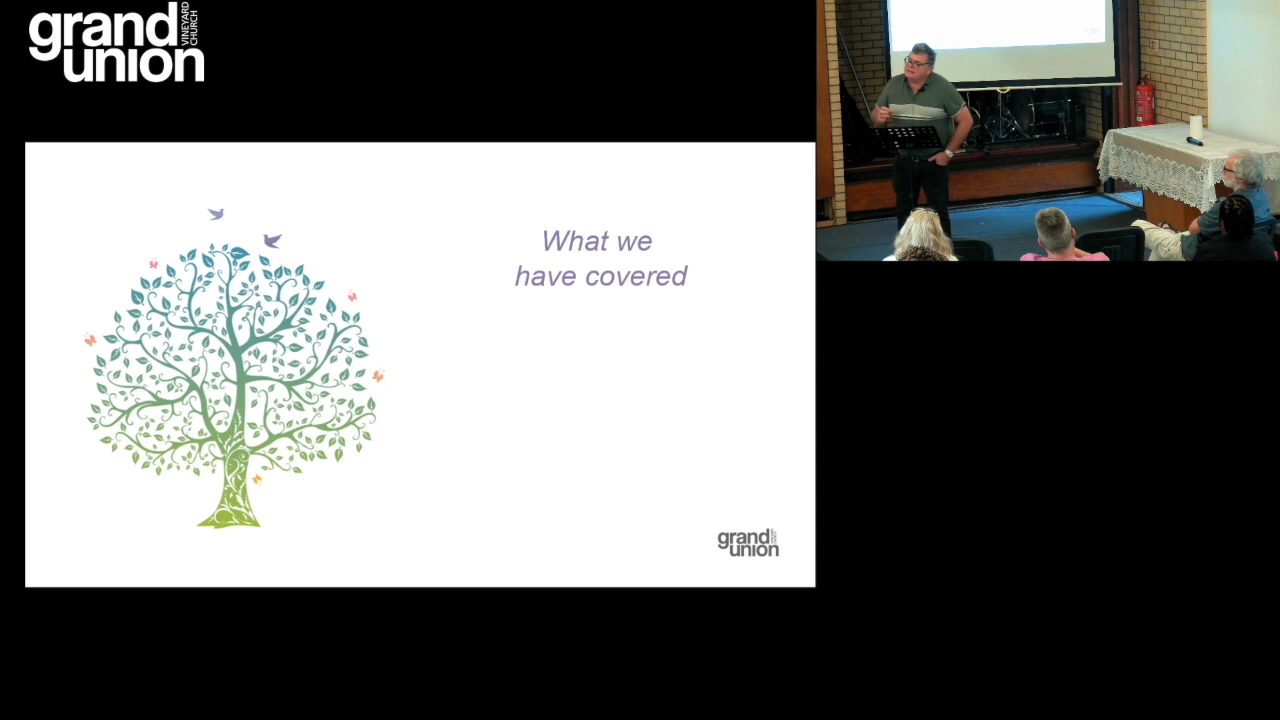 grand
union
VINEYARD
CHURCH
What we
have covered
grand
union